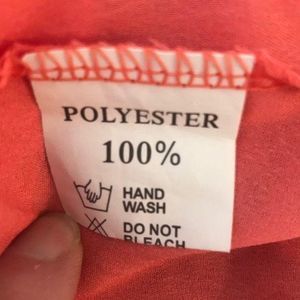 POLYESTER
100%
HAND
WASH
DO NOT
BLEACH